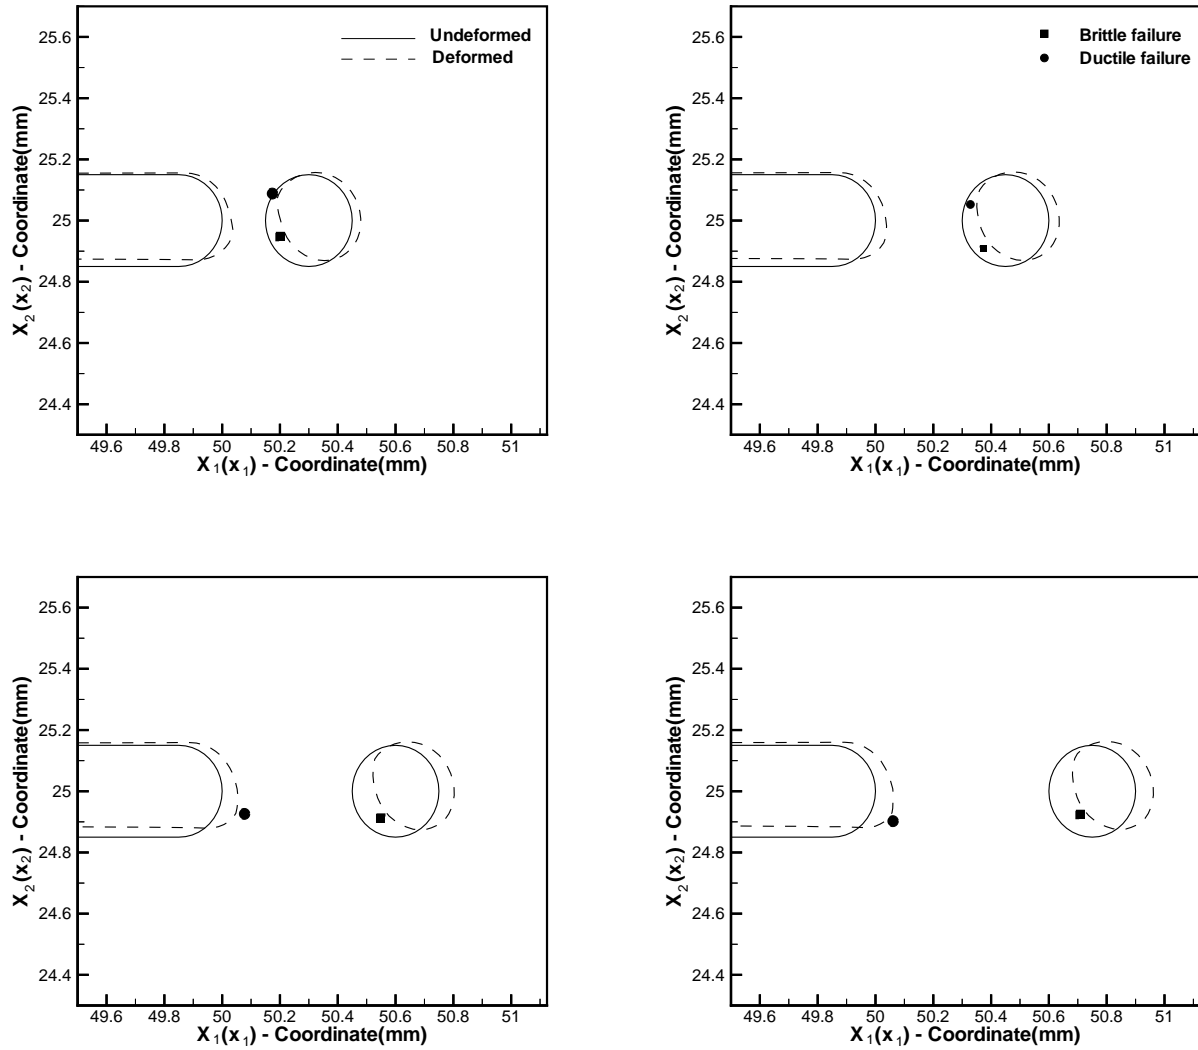 25.6
25.4
25.2
25
24.8
24.6
24.4
49.6 49.8 50 50.2 50.4 50.6 50.8 51
X1(x1) - Coordinate(mm)
X2(x2) - Coordinate(mm)
Undeformed
Deformed
25.6
25.4
25.2
25
24.8
24.6
24.4
49.6 49.8 50 50.2 50.4 50.6 50.8 51
X1(x1) - Coordinate(mm)
X2(x2) - Coordinate(mm)
Brittle failure
Ductile failure
25.6
25.4
25.2
25
24.8
24.6
24.4
49.6 49.8 50 50.2 50.4 50.6 50.8 51
X1(x1) - Coordinate(mm)
X2(x2) - Coordinate(mm)
25.6
25.4
25.2
25
24.8
24.6
24.4
49.6 49.8 50 50.2 50.4 50.6 50.8 51
X1(x1) - Coordinate(mm)
X2(x2) - Coordinate(mm)